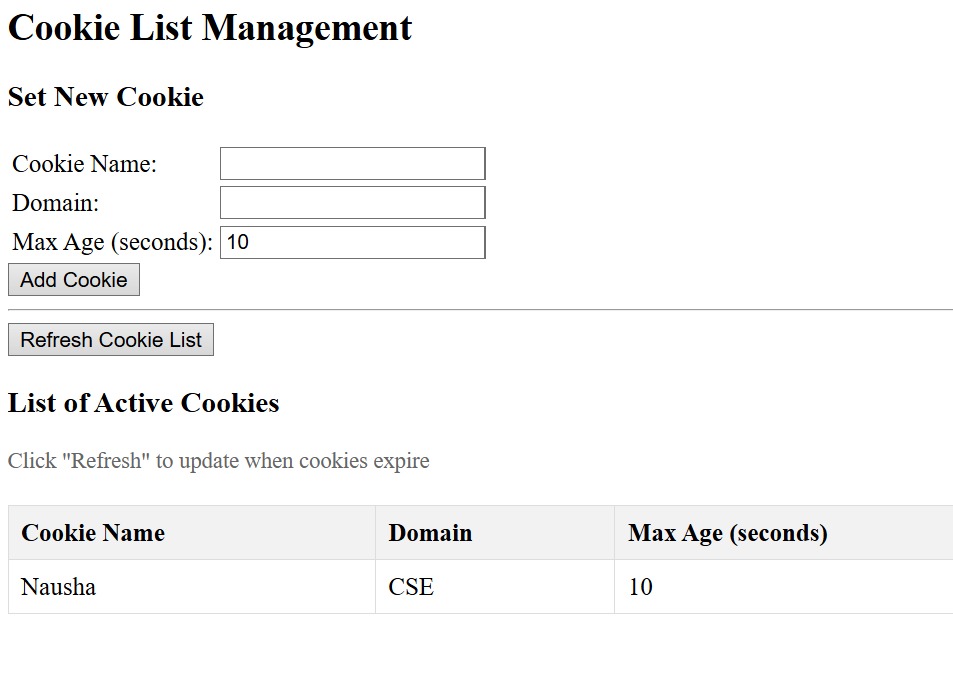 Cookie List Management
Set New Cookie
Cookie Name:
Domain:
Max Age (seconds): 10
Add Cookie
Refresh Cookie List
List of Active Cookies
Click "Refresh" to update when cookies expire
Cookie Name Domain Max Age (seconds)
Nausha CSE 10